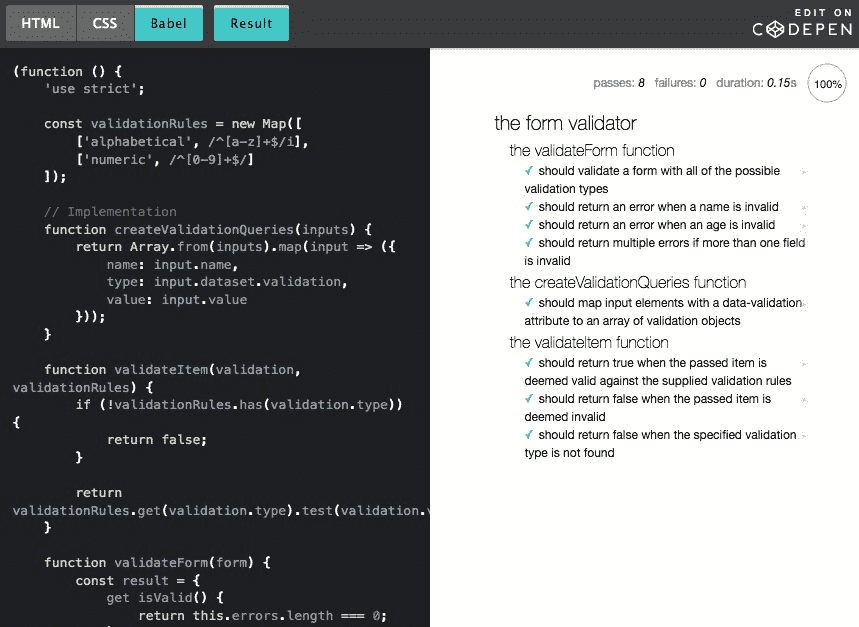 HTML CSS Babel Result
EDIT ON
CODEPEN
(function () {
    'use strict';

    const validationRules = new Map([
        ['alphabetical', /^[a-z]+$/i],
        ['numeric', /^[0-9]+$/]
    ]);

    // Implementation
    function createValidationQueries(inputs) {
        return Array.from(inputs).map(input => ({
            name: input.name,
            type: input.dataset.validation,
            value: input.value
        }));
    }

    function validateItem(validation,
validationRules) {
        if (!validationRules.has(validation.type))
{
            return false;
        }

        return
validationRules.get(validation.type).test(validation.
    }

    function validateForm(form) {
        const result = {
            get isValid() {
                return this.errors.length === 0;
passes: 8 failures: 0 duration: 0.15s 100%
the form validator
the validateForm function
✓ should validate a form with all of the possible
validation types
✓ should return an error when a name is invalid
✓ should return an error when an age is invalid
✓ should return multiple errors if more than one field
is invalid
the createValidationQueries function
✓ should map input elements with a data-validation
attribute to an array of validation objects
the validateItem function
✓ should return true when the passed item is
deemed valid against the supplied validation rules
✓ should return false when the passed item is
deemed invalid
✓ should return false when the specified validation
type is not found